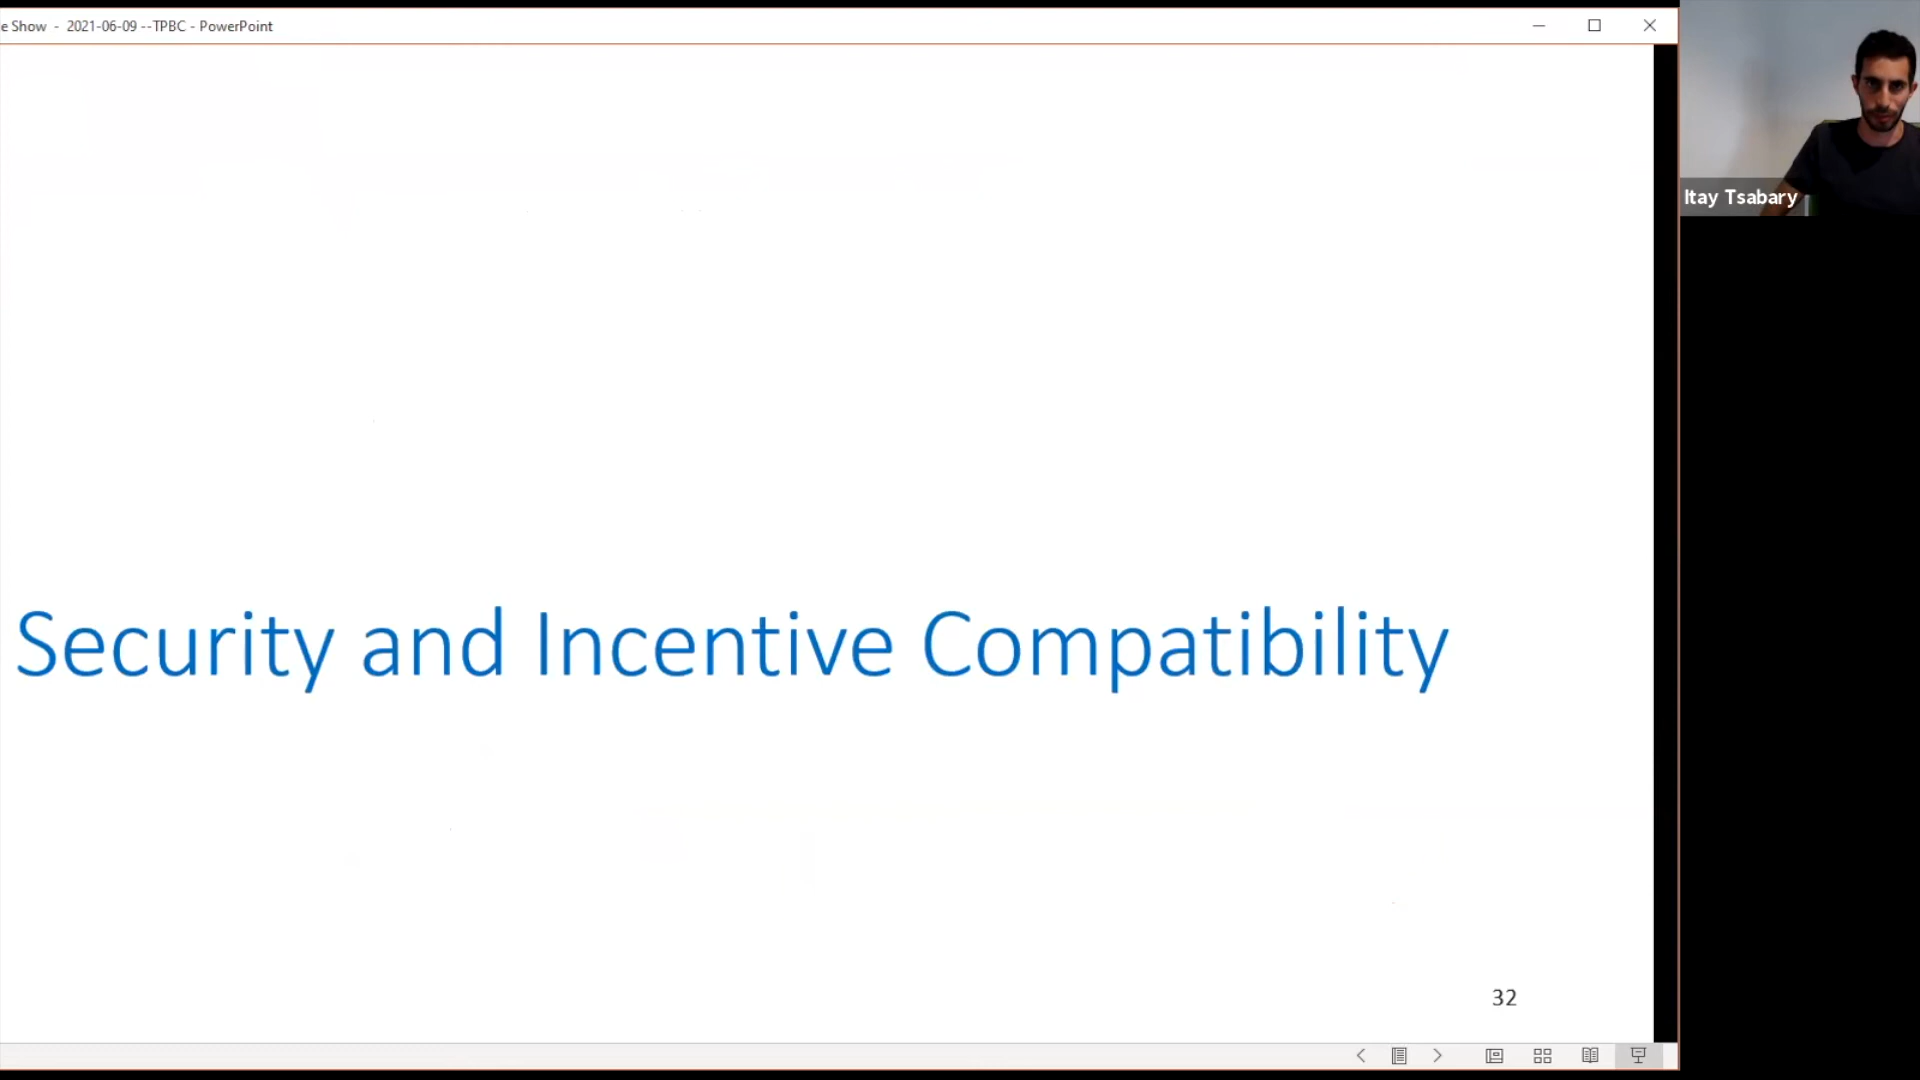 e Show - 2021-06-09 --TPBC - PowerPoint
Itay Tsabary
Security and Incentive Compatibility
32